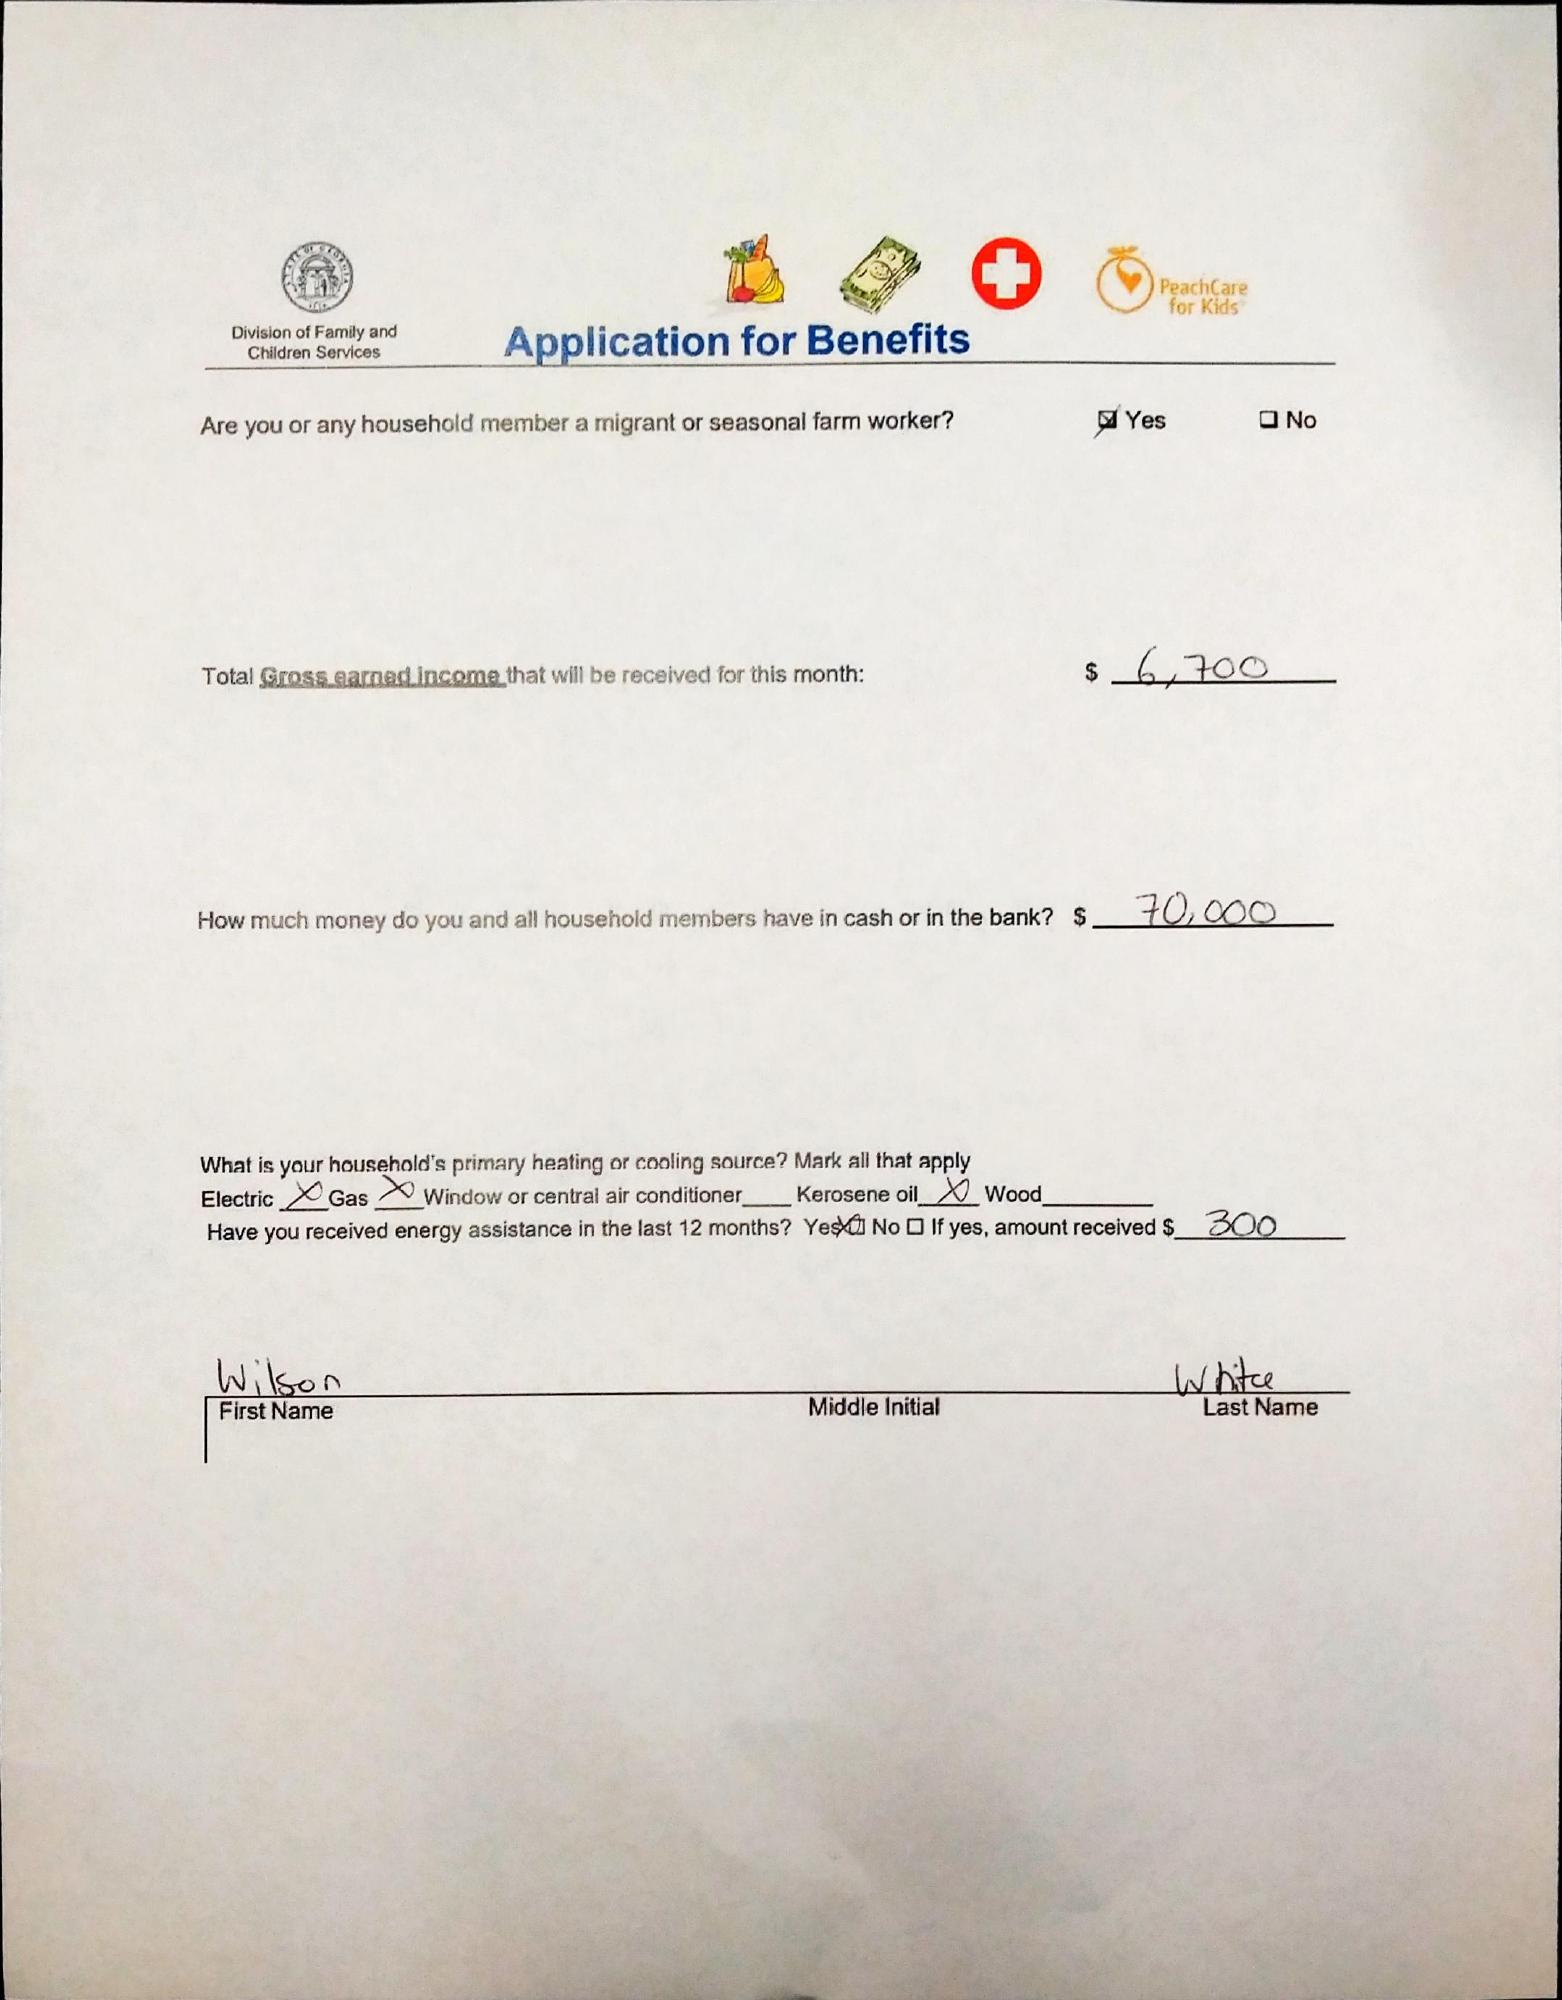 STATE OF GEORGIA
Division of Family and
Children Services
Application for Benefits
PeachCare
for Kids
Are you or any household member a migrant or seasonal farm worker? ☒ Yes ☐ No
Total Gross earned income that will be received for this month: $ 6,700
How much money do you and all household members have in cash or in the bank? $ 70,000
What is your household's primary heating or cooling source? Mark all that apply
Electric X Gas X Window or central air conditioner____ Kerosene oil X Wood________
Have you received energy assistance in the last 12 months? Yes ☒ No ☐ If yes, amount received $ 300
Wilson White
First Name Middle Initial Last Name